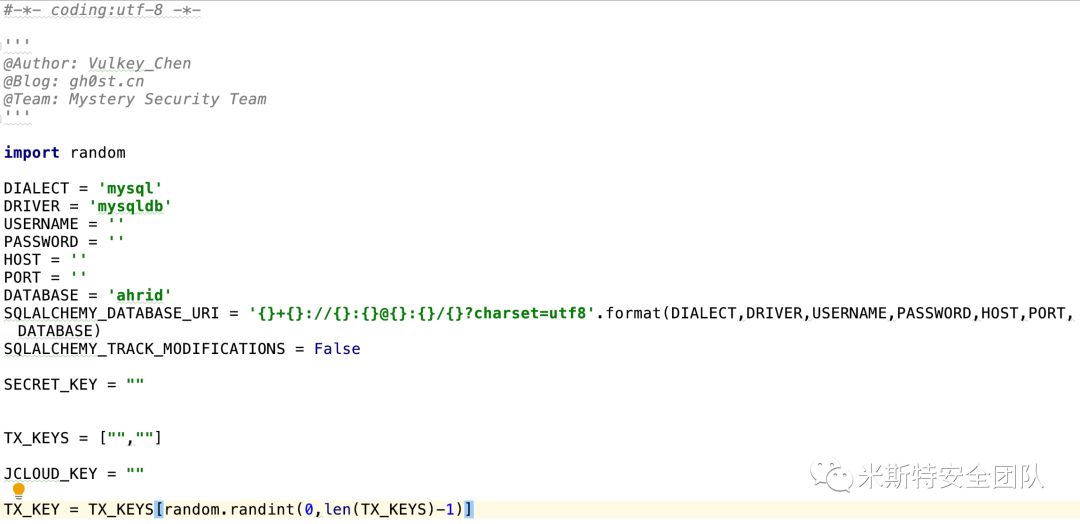 #-*- coding:utf-8 -*-
'''
@Author: Vulkey_Chen
@Blog: gh0st.cn
@Team: Mystery Security Team
'''
import random
DIALECT = 'mysql'
DRIVER = 'mysqldb'
USERNAME = ''
PASSWORD = ''
HOST = ''
PORT = ''
DATABASE = 'ahrid'
SQLALCHEMY_DATABASE_URI = '{}+{}://{}:{}@{}:{}/{}?charset=utf8'.format(DIALECT,DRIVER,USERNAME,PASSWORD,HOST,PORT,
DATABASE)
SQLALCHEMY_TRACK_MODIFICATIONS = False
SECRET_KEY = ""
TX_KEYS = ["",""]
JCLOUD_KEY = ""
TX_KEY = TX_KEYS[random.randint(0,len(TX_KEYS)-1)]
米斯特安全团队